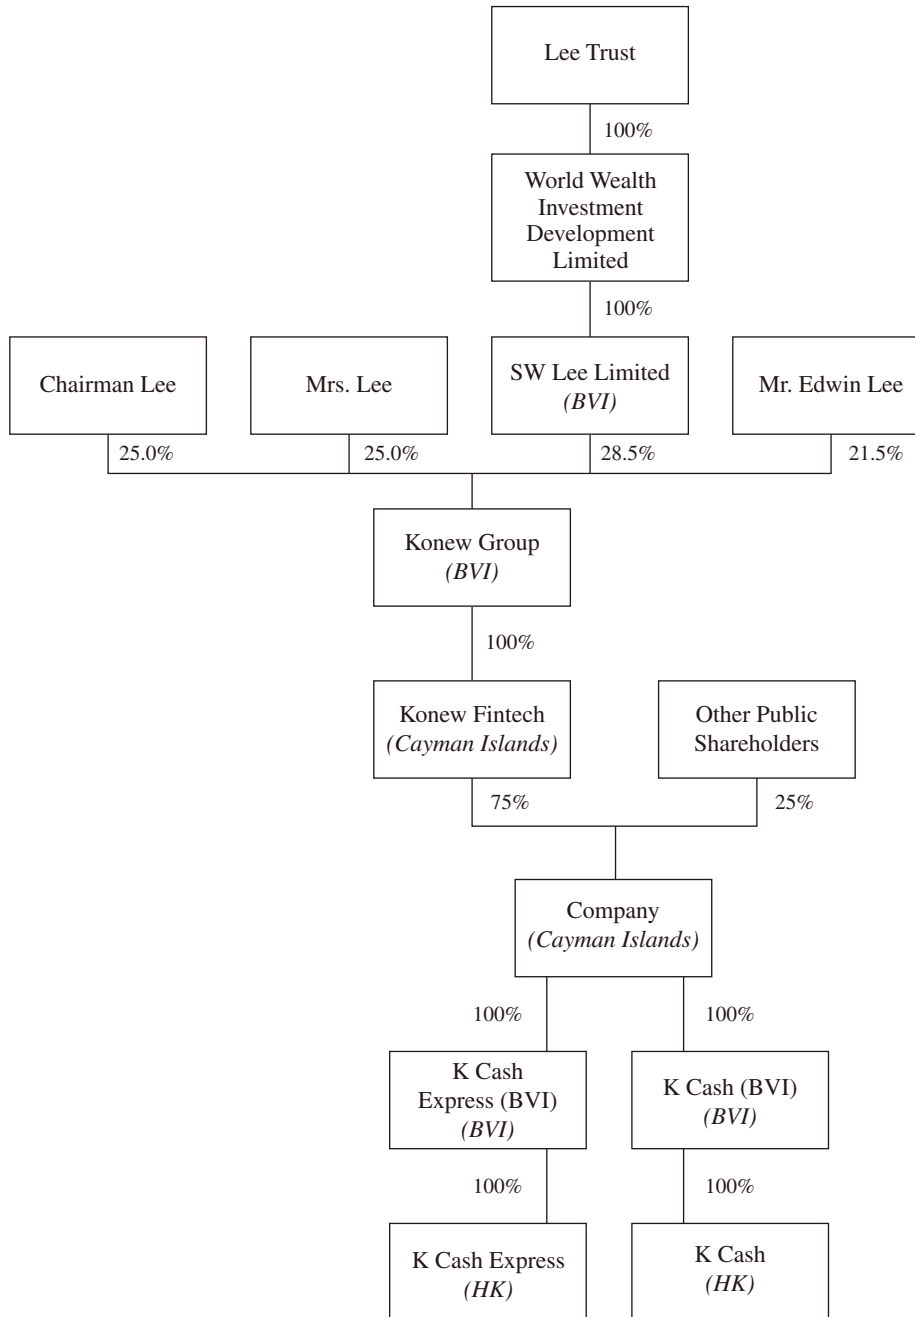 Lee Trust
100%
World Wealth
Investment
Development
Limited
100%
Chairman Lee
Mrs. Lee
SW Lee Limited
(BVI)
Mr. Edwin Lee
25.0%
25.0%
28.5%
21.5%
Konew Group
(BVI)
100%
Konew Fintech
(Cayman Islands)
Other Public
Shareholders
75%
25%
Company
(Cayman Islands)
100%
100%
K Cash
Express (BVI)
(BVI)
K Cash (BVI)
(BVI)
100%
100%
K Cash Express
(HK)
K Cash
(HK)